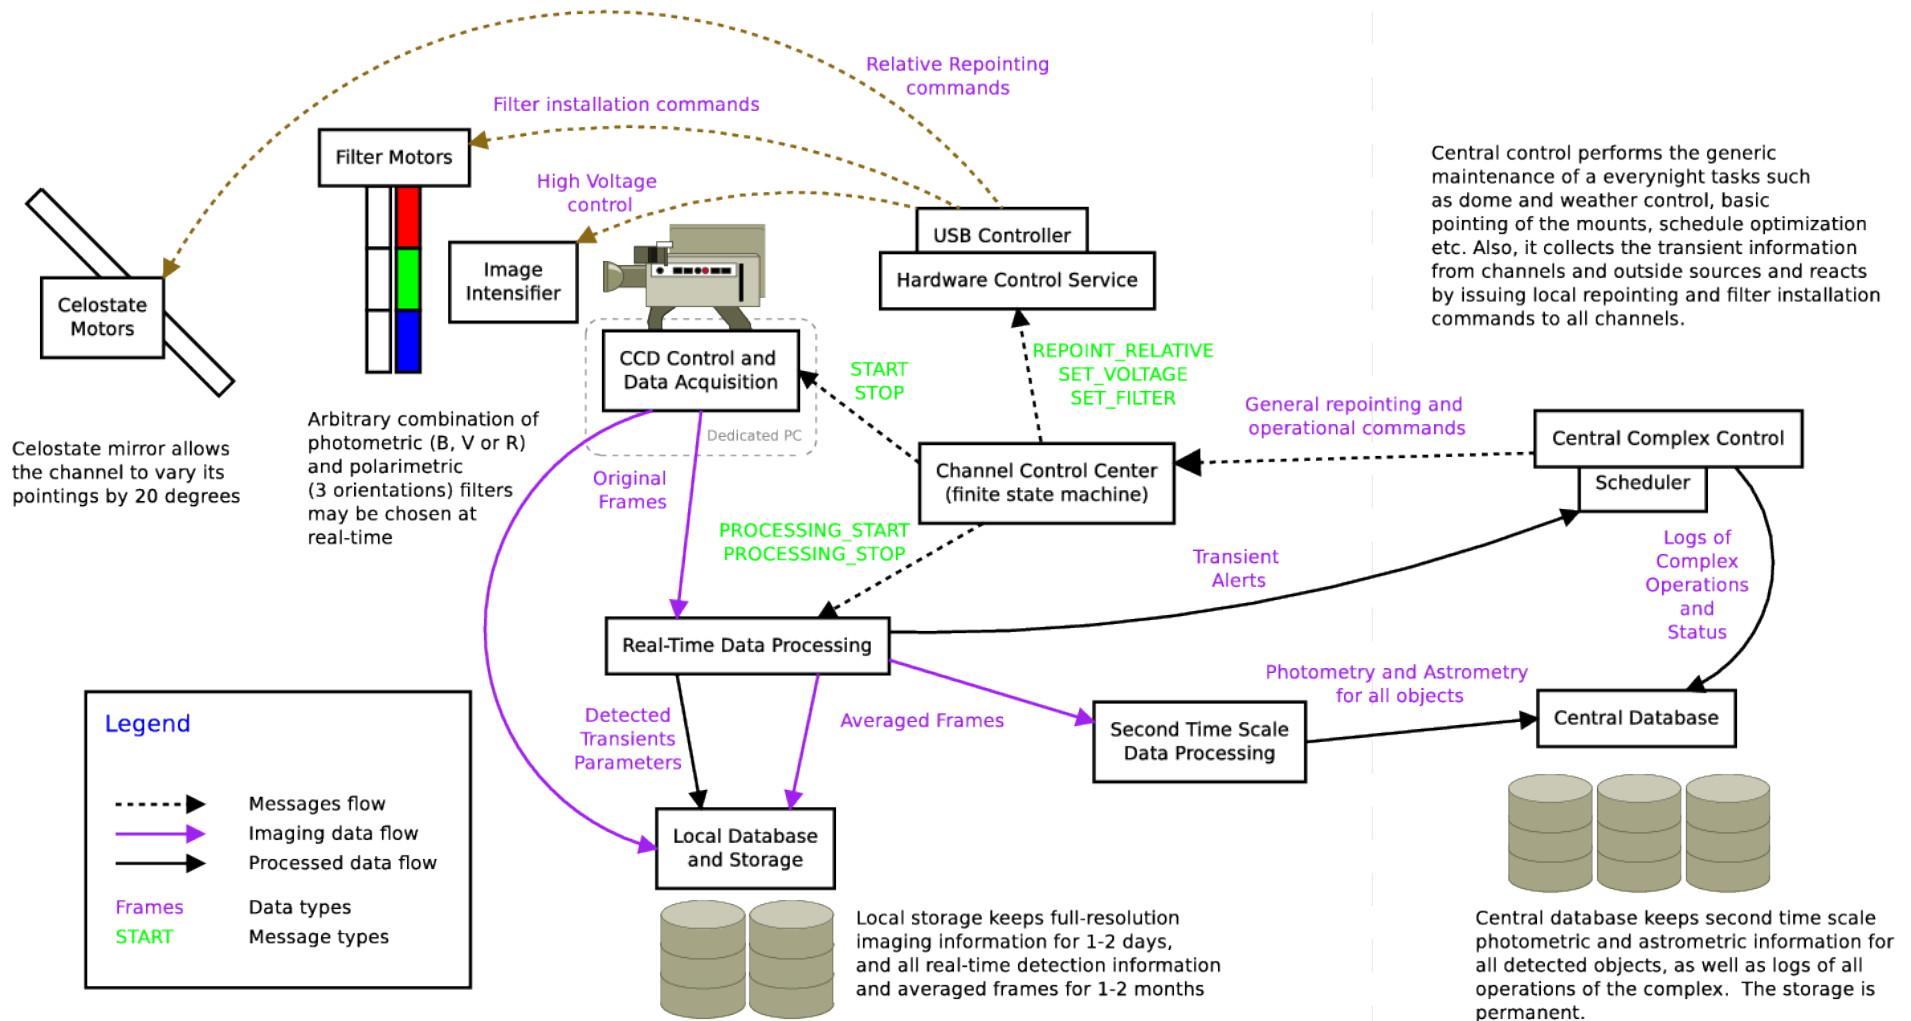 Relative Repointing
commands
Filter installation commands
Filter Motors
High Voltage
control
Central control performs the generic
maintenance of a everynight tasks such
as dome and weather control, basic
pointing of the mounts, schedule optimization
etc. Also, it collects the transient information
from channels and outside sources and reacts
by issuing local repointing and filter installation
commands to all channels.
USB Controller
Hardware Control Service
Image
Intensifier
Celostate
Motors
CCD Control and
Data Acquisition
Dedicated PC
START
STOP
REPOINT_RELATIVE
SET_VOLTAGE
SET_FILTER
General repointing and
operational commands
Central Complex Control
Scheduler
Channel Control Center
(finite state machine)
Celostate mirror allows
the channel to vary its
pointings by 20 degrees
Arbitrary combination of
photometric (B, V or R)
and polarimetric
(3 orientations) filters
may be chosen at
real-time
Original
Frames
PROCESSING_START
PROCESSING_STOP
Transient
Alerts
Logs of
Complex
Operations
and
Status
Real-Time Data Processing
Photometry and Astrometry
for all objects
Detected
Transients
Parameters
Averaged Frames
Second Time Scale
Data Processing
Central Database
Legend
Messages flow
Imaging data flow
Processed data flow
Frames Data types
START Message types
Local Database
and Storage
Local storage keeps full-resolution
imaging information for 1-2 days,
and all real-time detection information
and averaged frames for 1-2 months
Central database keeps second time scale
photometric and astrometric information for
all detected objects, as well as logs of all
operations of the complex.  The storage is
permanent.